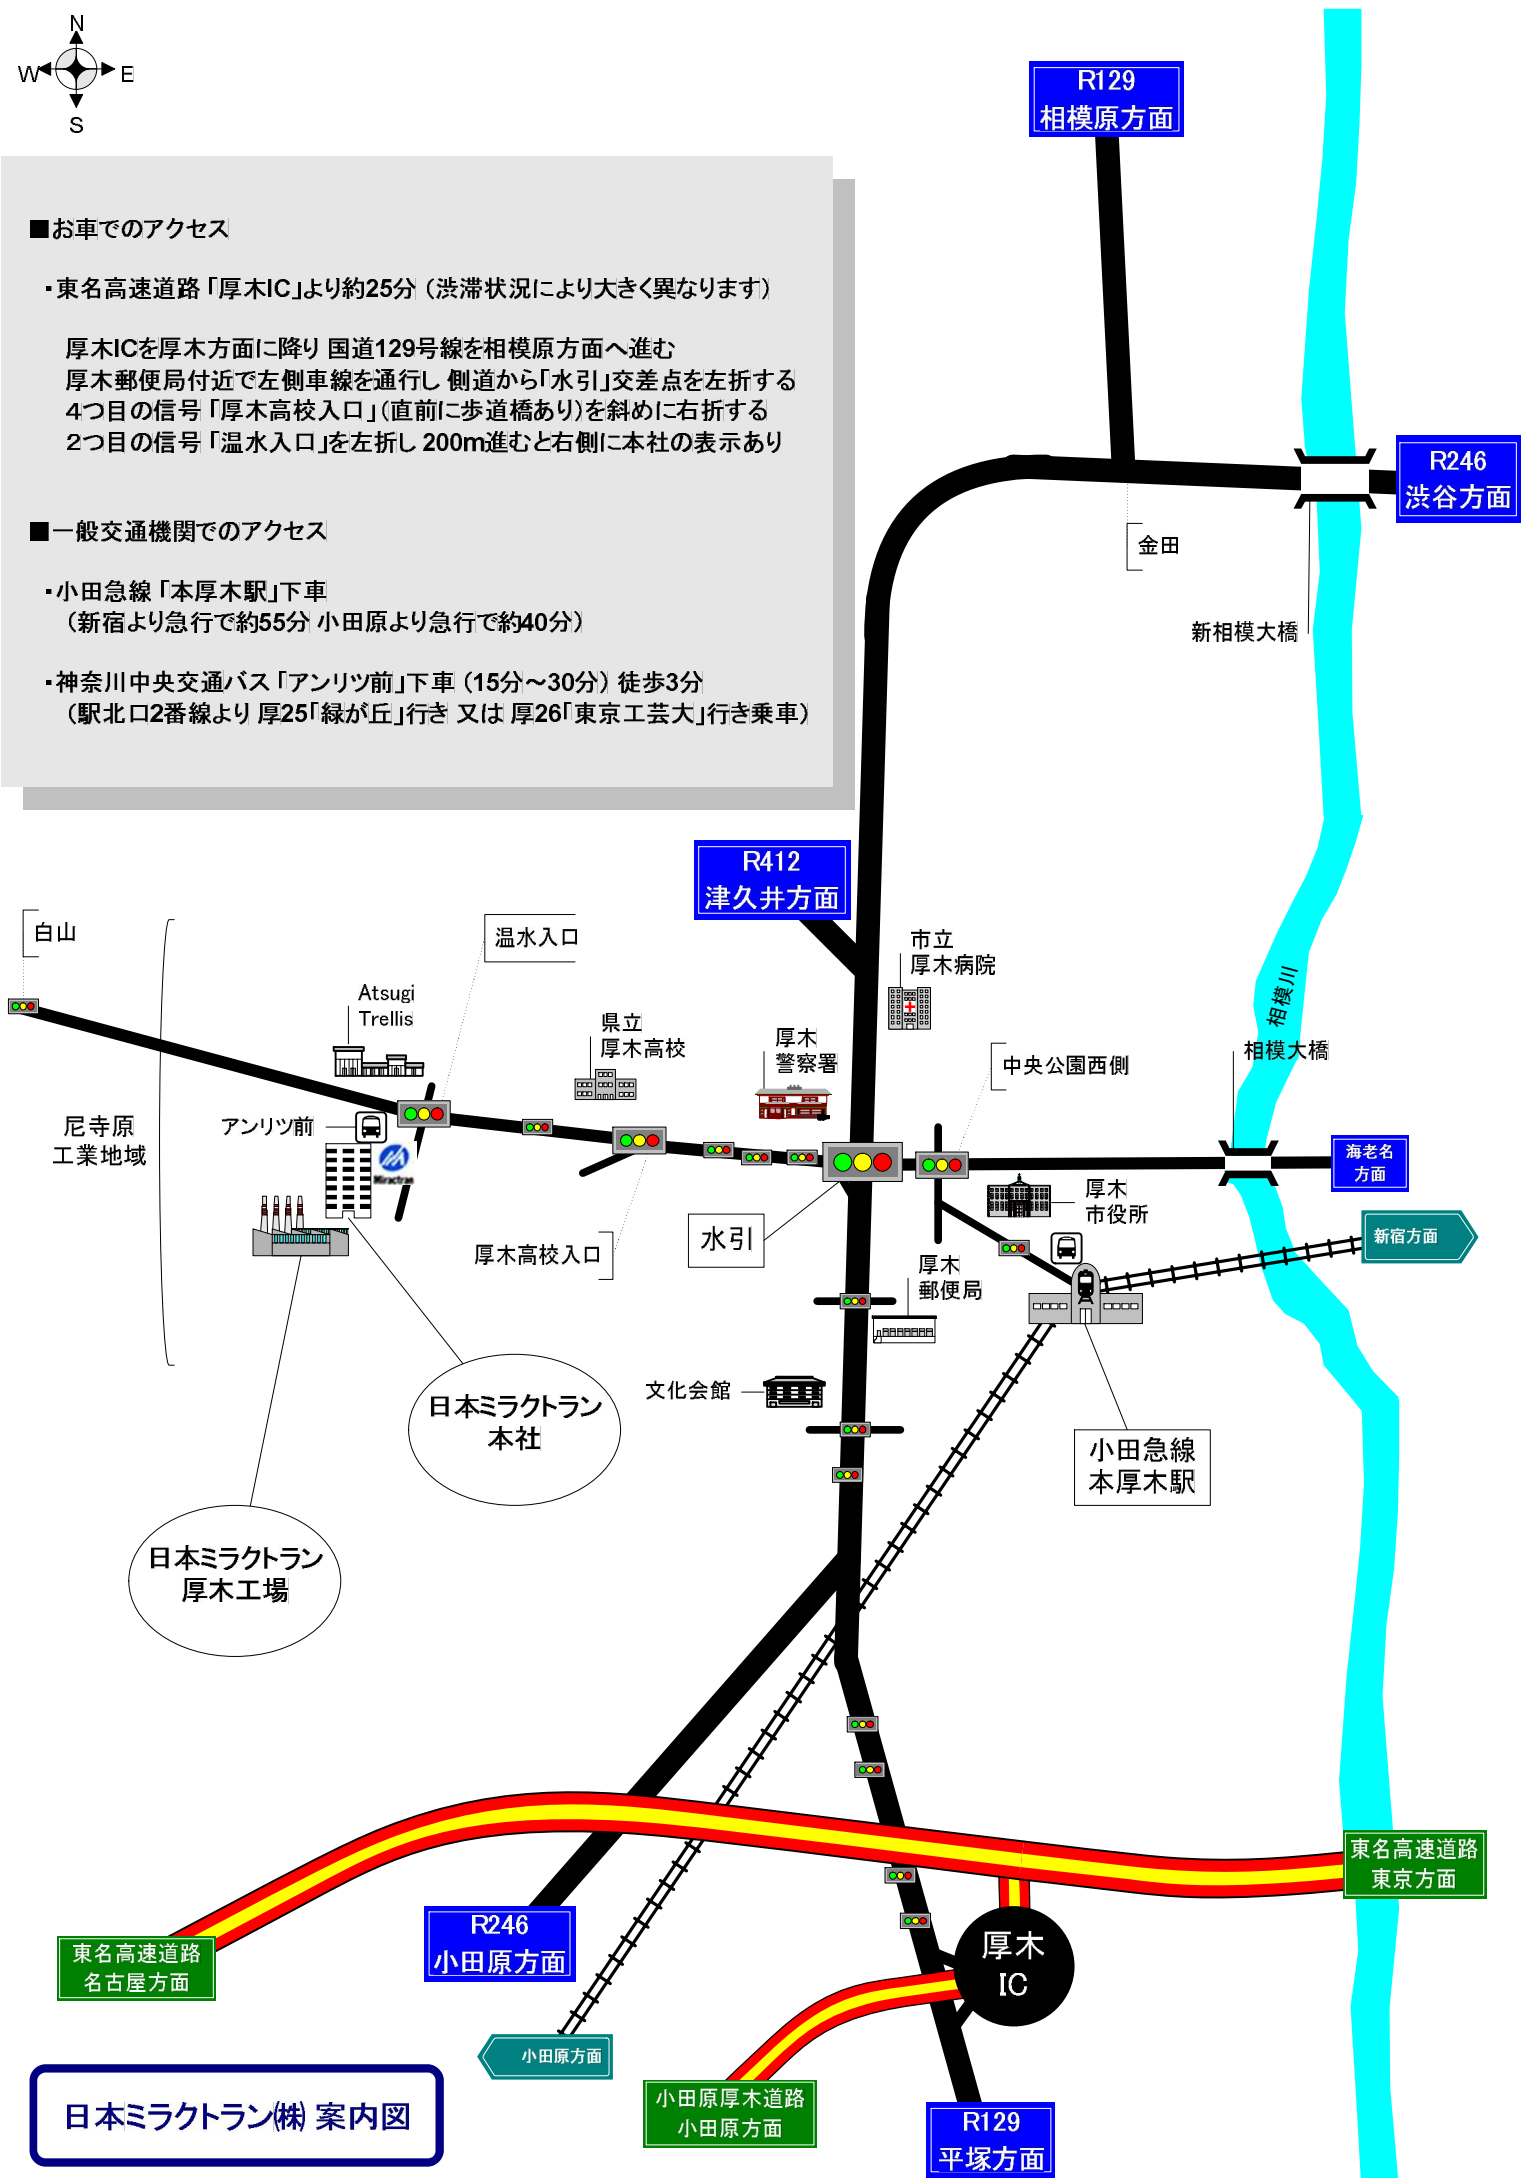 N
W E
S
R129
相模原方面
■お車でのアクセス
・東名高速道路「厚木IC」より約25分（渋滞状況により大きく異なります）
厚木ICを厚木方面に降り 国道129号線を相模原方面へ進む
厚木郵便局付近で左側車線を通行し 側道から「水引」交差点を左折する
４つ目の信号「厚木高校入口」（直前に歩道橋あり）を斜めに右折する
２つ目の信号「温水入口」を左折し 200m進むと右側に本社の表示あり
■一般交通機関でのアクセス
・小田急線「本厚木駅」下車
（新宿より急行で約55分 小田原より急行で約40分）
・神奈川中央交通バス「アンリツ前」下車（15分～30分）徒歩3分
（駅北口2番線より 厚25「緑が丘」行き 又は 厚26「東京工芸大」行き乗車）
R246
渋谷方面
金田
新相模大橋
R412
津久井方面
白山
温水入口
市立
厚木病院
Atsugi
Trellis
県立
厚木高校
厚木
警察署
中央公園西側
相模川
相模大橋
尼寺原
工業地域
アンリツ前
Miractran
海老名
方面
厚木
市役所
水引
厚木高校入口
新宿方面
厚木
郵便局
文化会館
日本ミラクトラン
本社
小田急線
本厚木駅
日本ミラクトラン
厚木工場
東名高速道路
東京方面
R246
小田原方面
東名高速道路
名古屋方面
厚木
IC
小田原方面
小田原厚木道路
小田原方面
R129
平塚方面
日本ミラクトラン㈱ 案内図